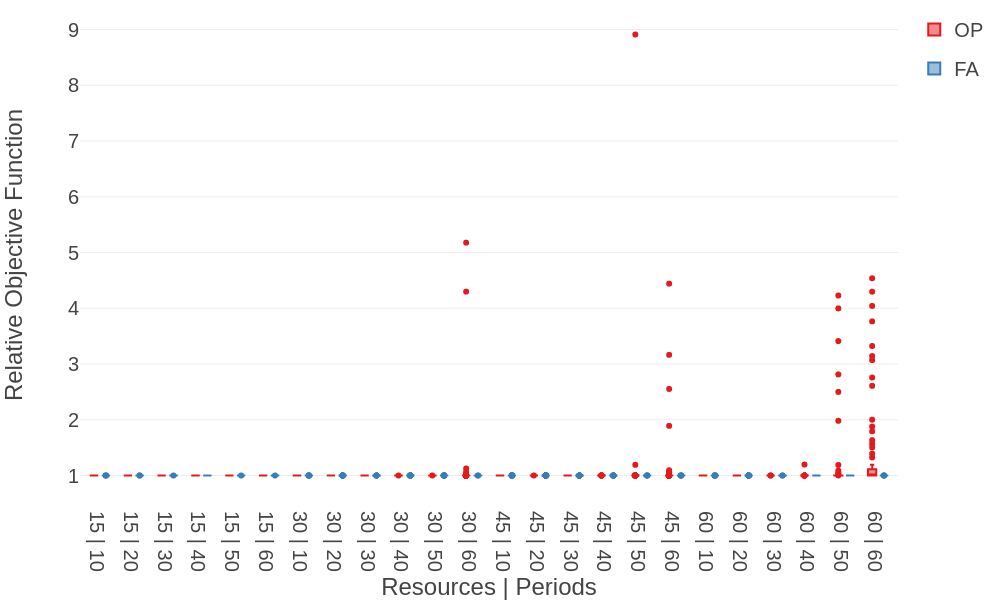 Relative Objective Function
9
8
7
6
5
4
3
2
1
15 | 10
15 | 20
15 | 30
15 | 40
15 | 50
15 | 60
30 | 10
30 | 20
30 | 30
30 | 40
30 | 50
30 | 60
45 | 10
45 | 20
45 | 30
45 | 40
45 | 50
45 | 60
60 | 10
60 | 20
60 | 30
60 | 40
60 | 50
60 | 60
Resources | Periods
OP
FA